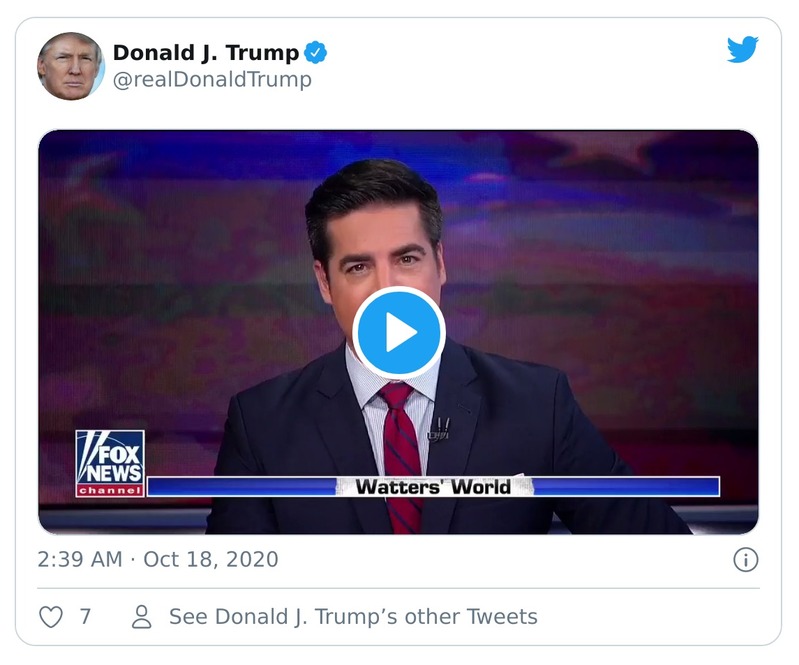 Donald J. Trump
@realDonaldTrump
FOX
NEWS
channel
Watters' World
2:39 AM · Oct 18, 2020
7
See Donald J. Trump’s other Tweets